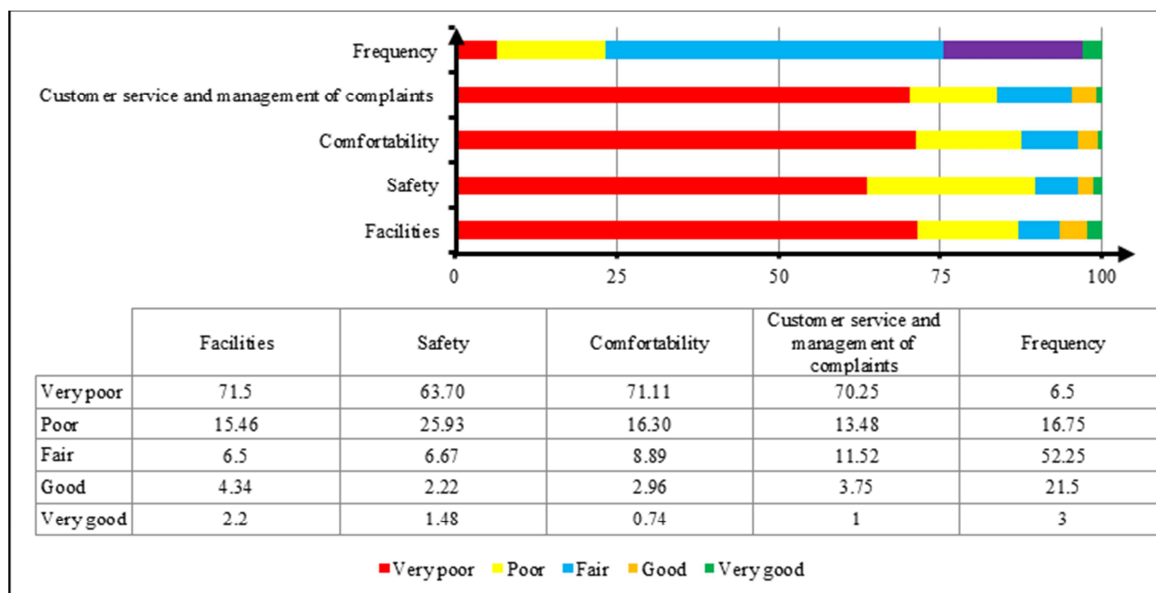 Frequency
Customer service and management of complaints
Comfortability
Safety
Facilities
0 25 50 75 100
Facilities Safety Comfortability Customer service and management of complaints Frequency
Very poor 71.5 63.70 71.11 70.25 6.5
Poor 15.46 25.93 16.30 13.48 16.75
Fair 6.5 6.67 8.89 11.52 52.25
Good 4.34 2.22 2.96 3.75 21.5
Very good 2.2 1.48 0.74 1 3
Very poor Poor Fair Good Very good